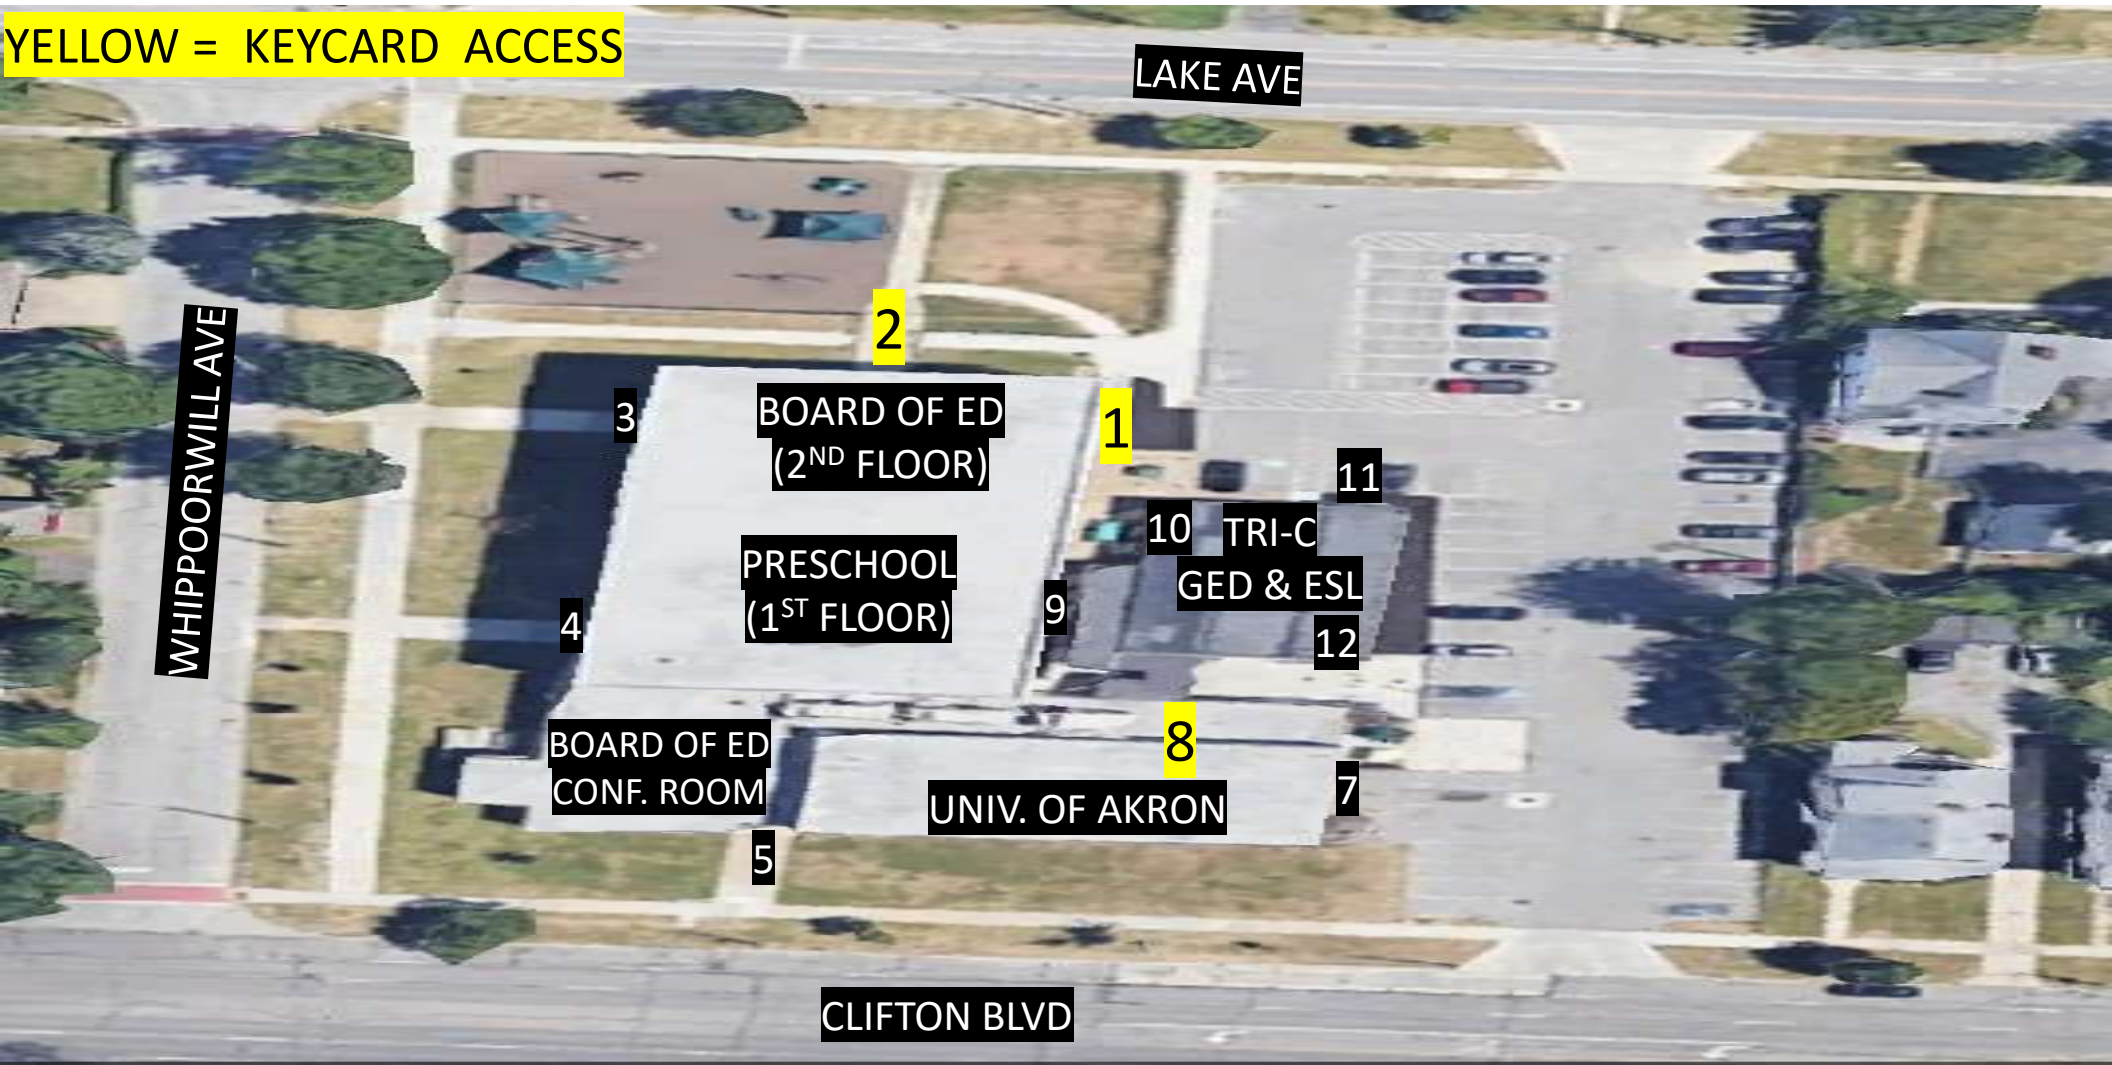 YELLOW = KEYCARD ACCESS
LAKE AVE
WHIPPOORWILL AVE
2
3
BOARD OF ED
(2ND FLOOR)
1
11
10
TRI-C
GED & ESL
PRESCHOOL
(1ST FLOOR)
4
9
12
BOARD OF ED
CONF. ROOM
8
UNIV. OF AKRON
7
5
CLIFTON BLVD